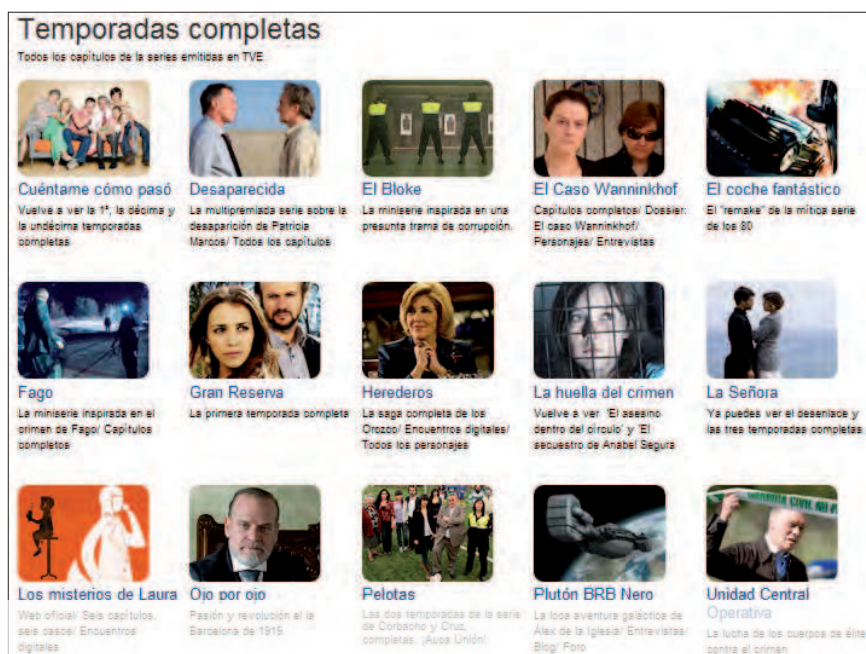 Temporadas completas
Todos los capítulos de la series emitidas en TVE
Cuéntame cómo pasó
Vuelve a ver la 1ª, la décima y
la undécima temporadas
completas
Desaparecida
La multipremiada serie sobre la
desaparición de Patricia
Marcos/ Todos los capítulos
El Bloke
La miniserie inspirada en una
presunta trama de corrupción.
El Caso Wanninkhof
Capítulos completos/ Dossier:
El caso Wanninkhof/
Personajes/ Entrevistas
El coche fantástico
El "remake" de la mítica serie
de los 80
Fago
La miniserie inspirada en el
crimen de Fago/ Capítulos
completos
Gran Reserva
La primera temporada completa
Herederos
La saga completa de los
Orozco/ Encuentros digitales/
Todos los personajes
La huella del crimen
Vuelve a ver 'El asesino
dentro del círculo' y 'El
secuestro de Anabel Segura
La Señora
Ya puedes ver el desenlace y
las tres temporadas completas
Los misterios de Laura
Web oficial/ Seis capítulos,
seis casos/ Encuentros
digitales
Ojo por ojo
Pasión y revolución el la
Barcelona de 1919
Pelotas
Las dos temporadas de la serie
de Corbacho y Cruz,
completas. ¡Aupa Unión!
Plutón BRB Nero
La loca aventura galáctica de
Álex de la Iglesia/ Entrevistas/
Blog/ Foro
Unidad Central
Operativa
La lucha de los cuerpos de élite
contra el crimen